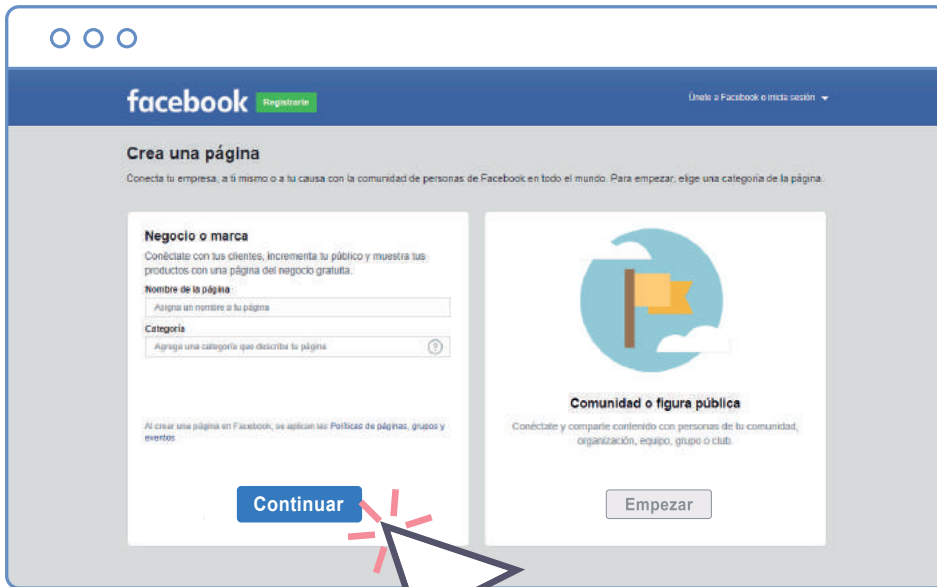 facebook Registrarte
Únete a Facebook o inicia sesión
Crea una página
Conecta tu empresa, a ti mismo o a tu causa con la comunidad de personas de Facebook en todo el mundo. Para empezar, elige una categoría de la página.
Negocio o marca
Conéctate con tus clientes, incrementa tu público y muestra tus
productos con una página del negocio gratuita.
Nombre de la página
Asigna un nombre a tu página
Categoría
Agrega una categoría que describa tu página
?
Al crear una página en Facebook, se aplican las Políticas de páginas, grupos y
eventos
Continuar
Comunidad o figura pública
Conéctate y comparte contenido con personas de tu comunidad,
organización, equipo, grupo o club.
Empezar